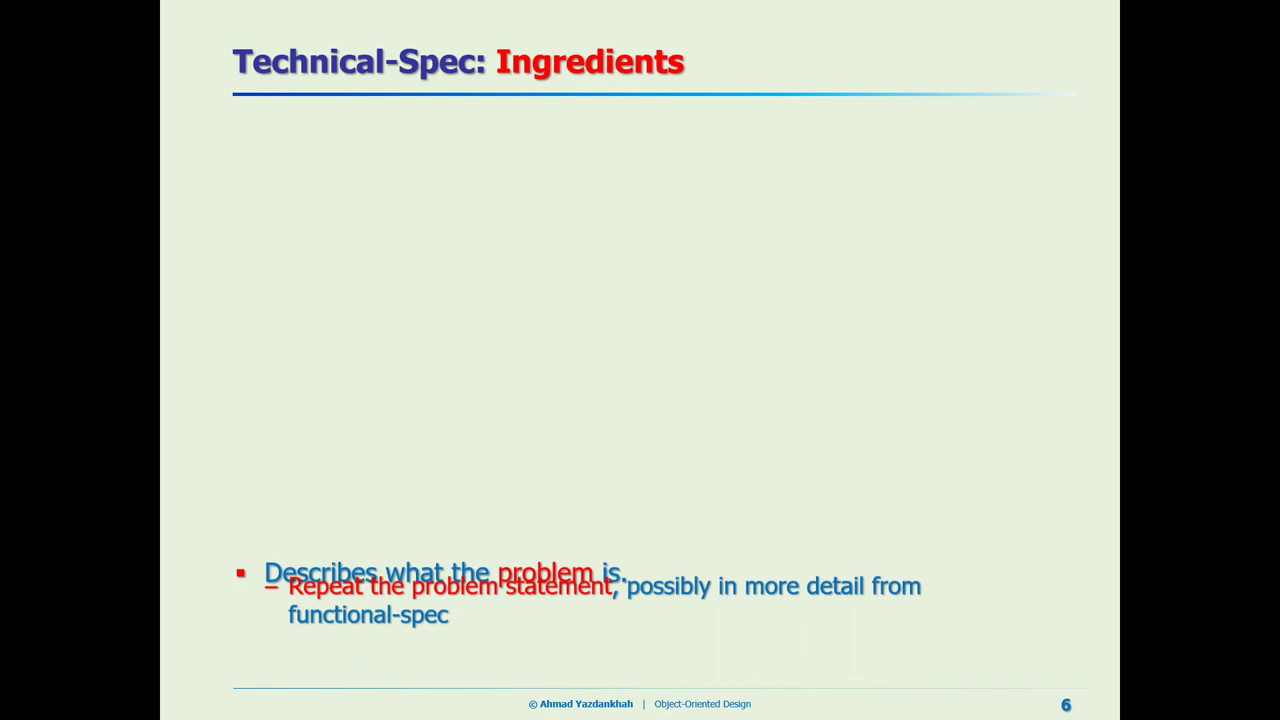 Technical-Spec: Ingredients
▪ Describes what the problem is.
– Repeat the problem statement, possibly in more detail from
functional-spec
© Ahmad Yazdankhah | Object-Oriented Design
6